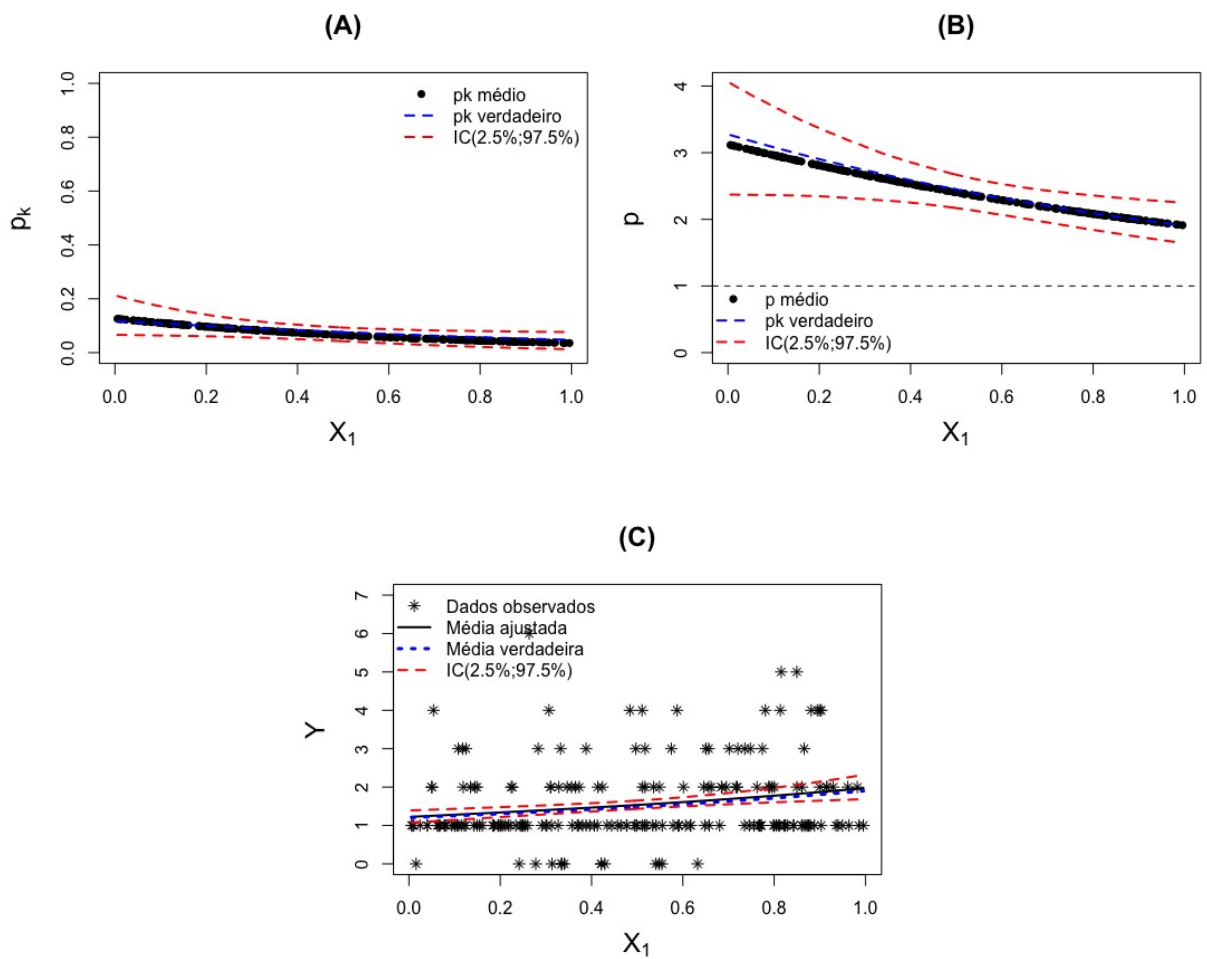 (A)
pk médio
pk verdadeiro
IC(2.5%;97.5%)
pk
0.0 0.2 0.4 0.6 0.8 1.0
0.0 0.2 0.4 0.6 0.8 1.0
X1
(B)
p médio
pk verdadeiro
IC(2.5%;97.5%)
p
0 1 2 3 4
0.0 0.2 0.4 0.6 0.8 1.0
X1
(C)
Dados observados
Média ajustada
Média verdadeira
IC(2.5%;97.5%)
Y
0 1 2 3 4 5 6 7
0.0 0.2 0.4 0.6 0.8 1.0
X1